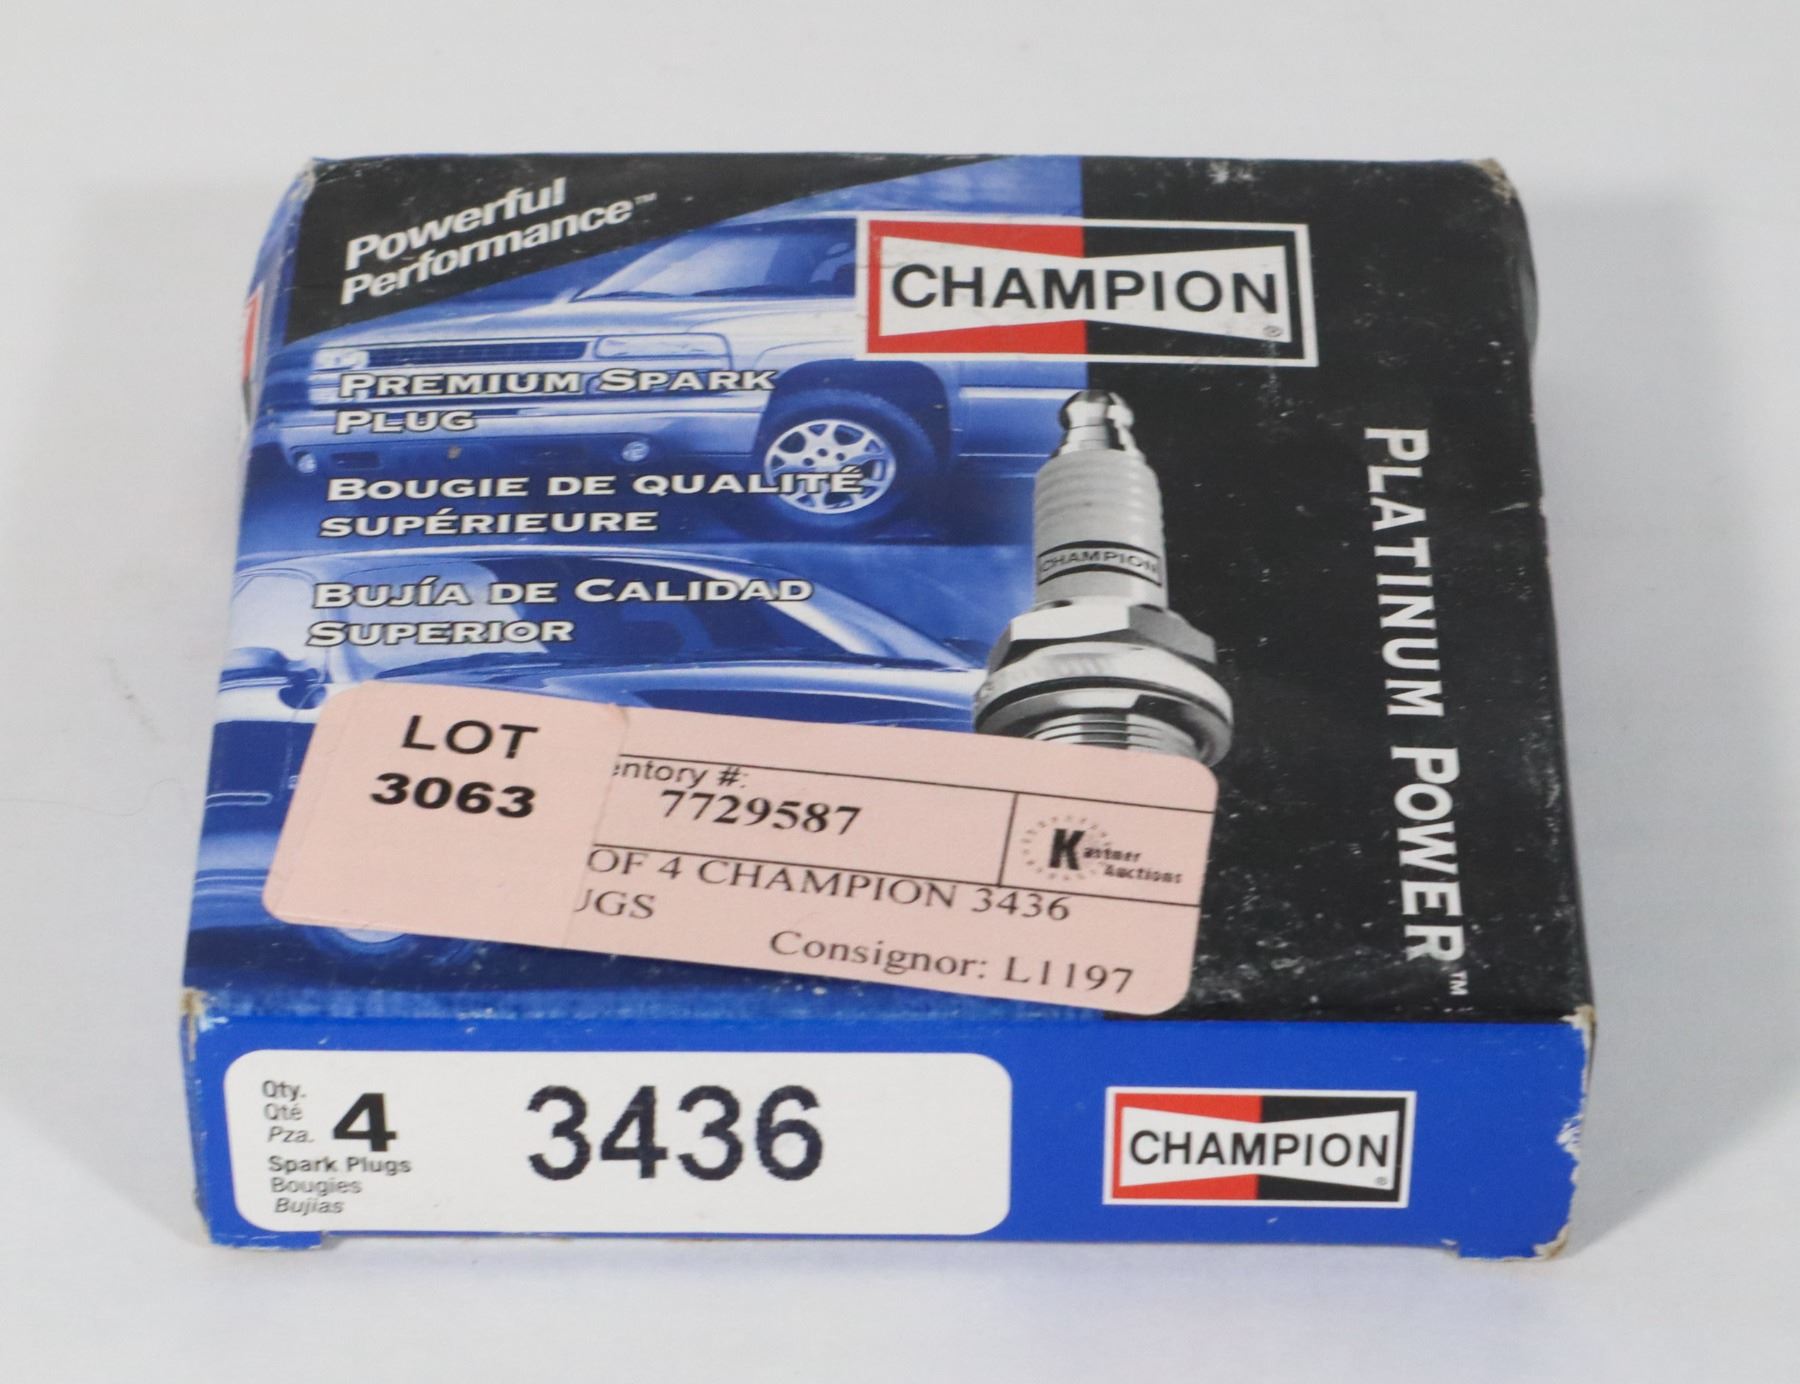 Powerful
Performance™
CHAMPION®
PREMIUM SPARK
PLUG
BOUGIE DE QUALITÉ
SUPÉRIEURE
BUJÍA DE CALIDAD
SUPERIOR
CHAMPION
PLATINUM POWER™
LOT
3063
entory #:
7729587
Kastner
Auctions
OF 4 CHAMPION 3436
UGS
Consignor: L1197
Qty.
Qté
Pza.
4
Spark Plugs
Bougies
Bujías
3436
CHAMPION®